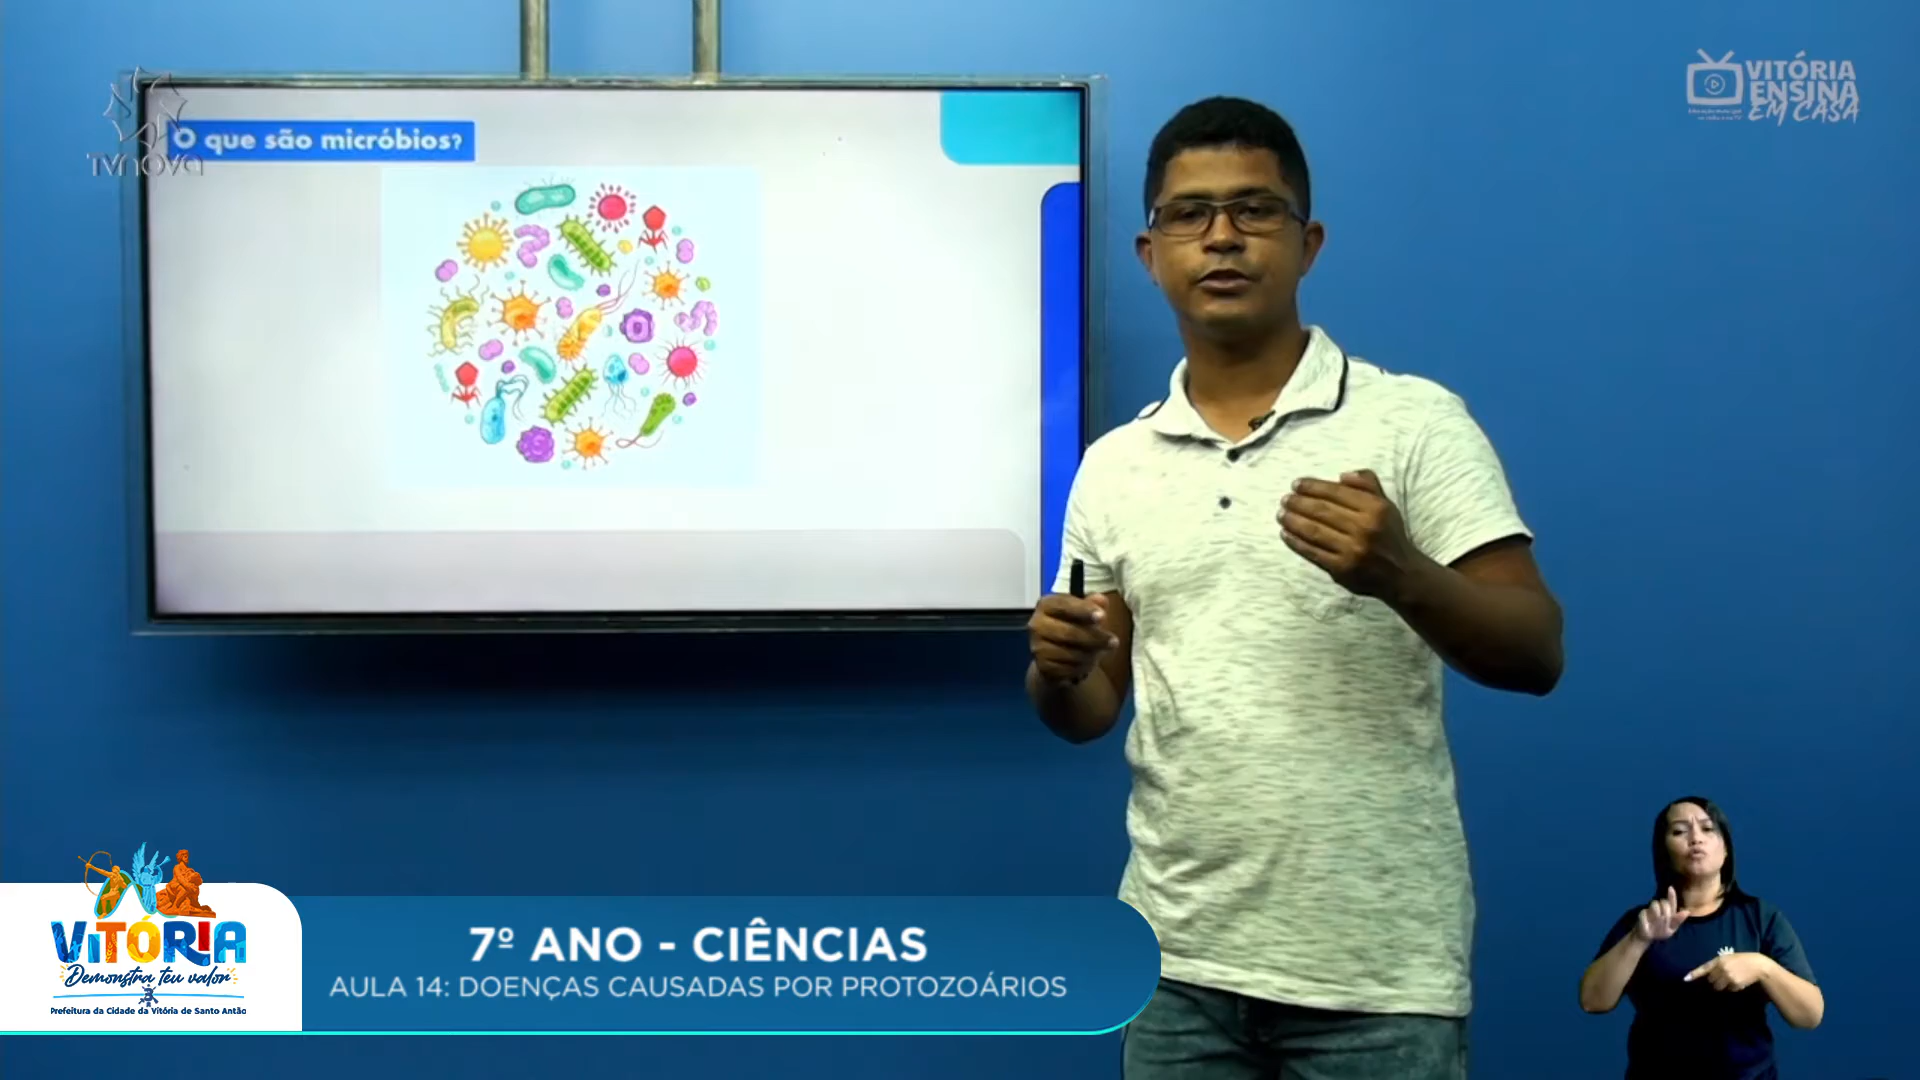 O que são micróbios?
TVNOVA
VITÓRIA
ENSINA
EM CASA
VITÓRIA
Demonstra teu valor
Prefeitura da Cidade da Vitória de Santo Antão
7º ANO - CIÊNCIAS
AULA 14: DOENÇAS CAUSADAS POR PROTOZOÁRIOS